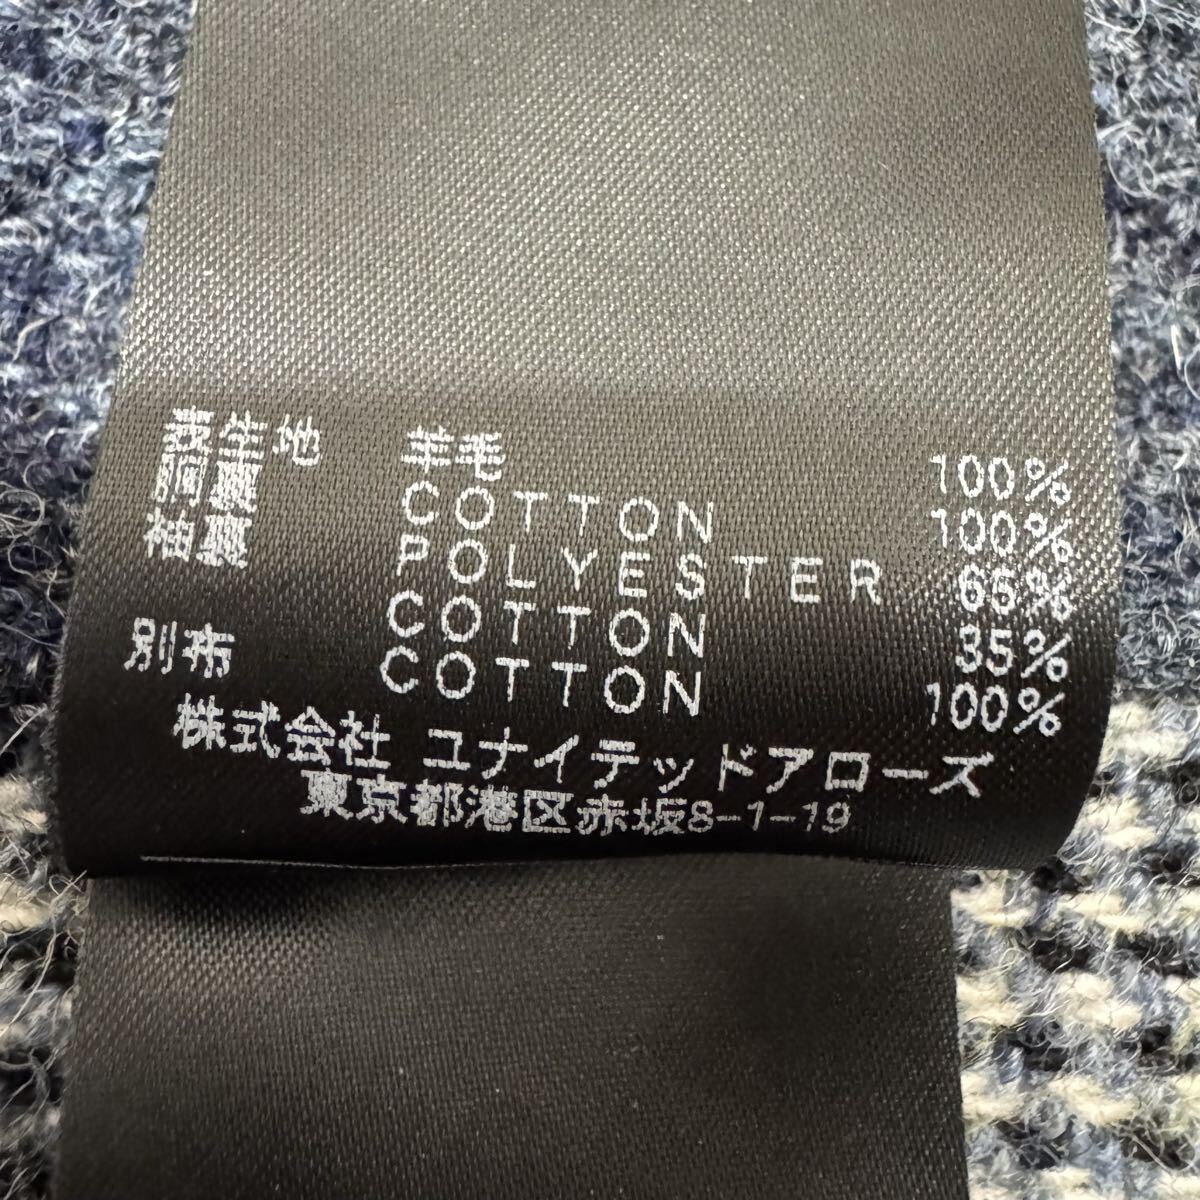 表生地 羊毛 100%
胴裏 COTTON 100%
袖裏 POLYESTER 65%
COTTON 35%
別布 COTTON 100%
株式会社 ユナイテッドアローズ
東京都港区赤坂8-1-19